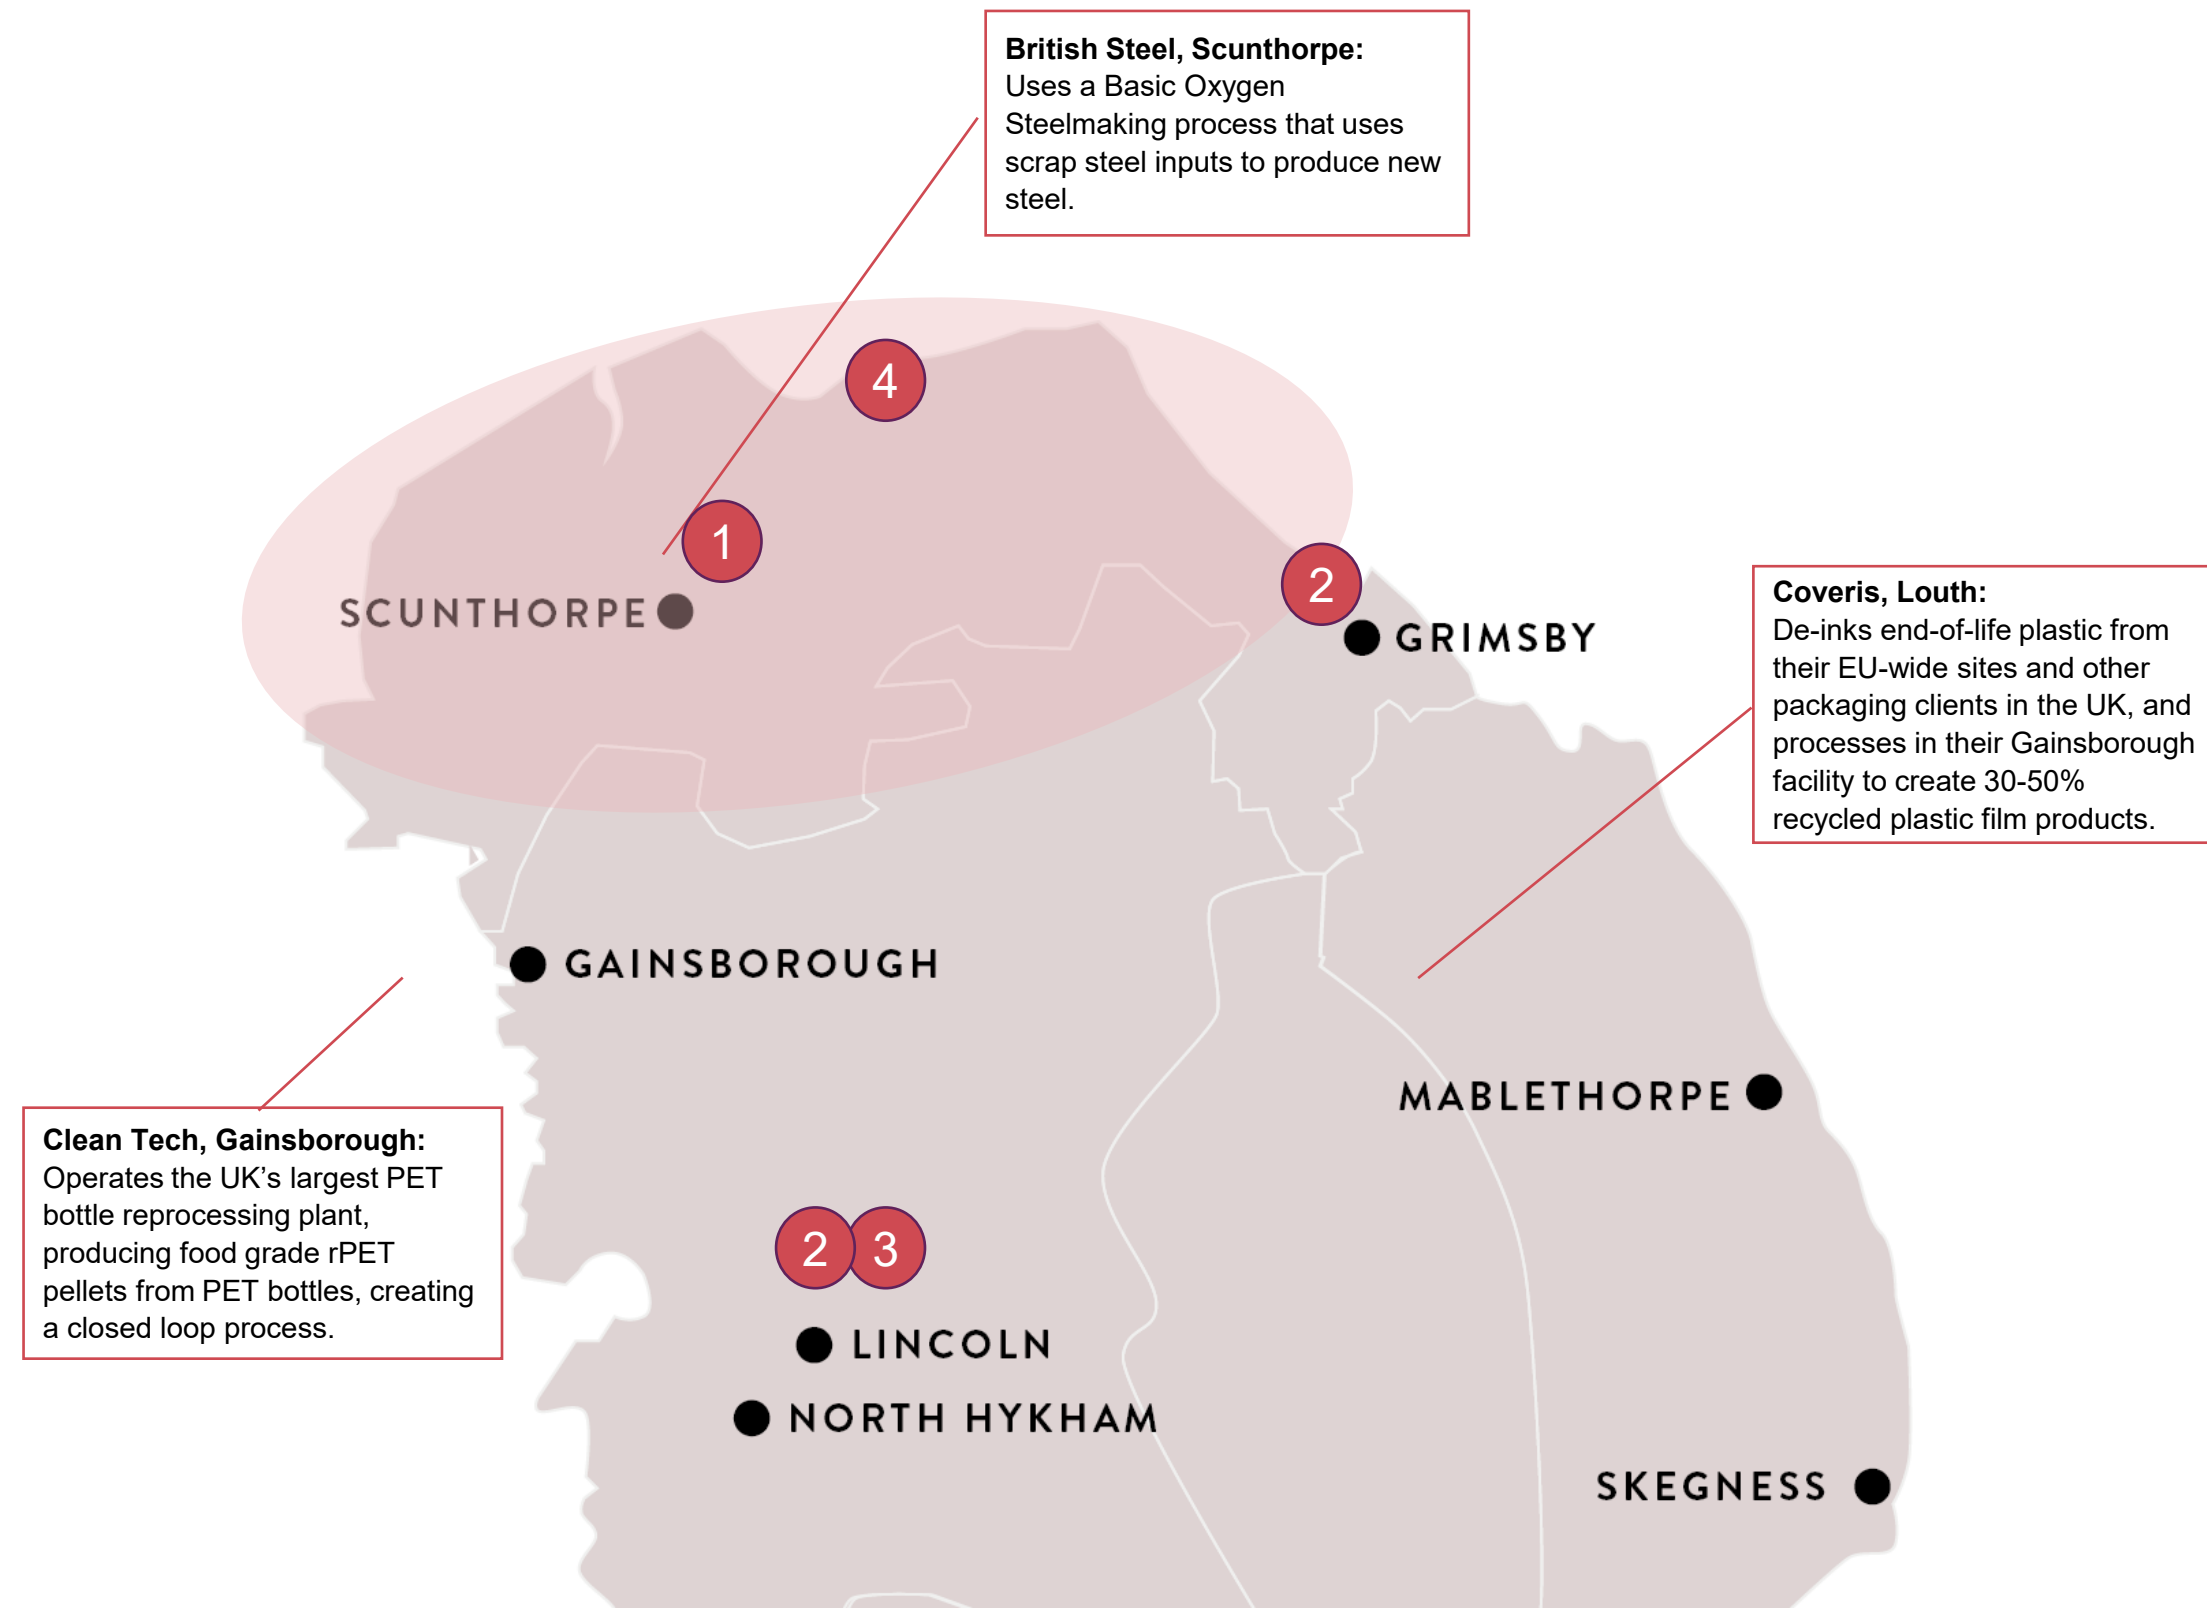 British Steel, Scunthorpe:
Uses a Basic Oxygen
Steelmaking process that uses
scrap steel inputs to produce new
steel.
4
1
2
SCUNTHORPE
GRIMSBY
Coveris, Louth:
De-inks end-of-life plastic from
their EU-wide sites and other
packaging clients in the UK, and
processes in their Gainsborough
facility to create 30-50%
recycled plastic film products.
GAINSBOROUGH
MABLETHORPE
Clean Tech, Gainsborough:
Operates the UK’s largest PET
bottle reprocessing plant,
producing food grade rPET
pellets from PET bottles, creating
a closed loop process.
2 3
LINCOLN
NORTH HYKHAM
SKEGNESS